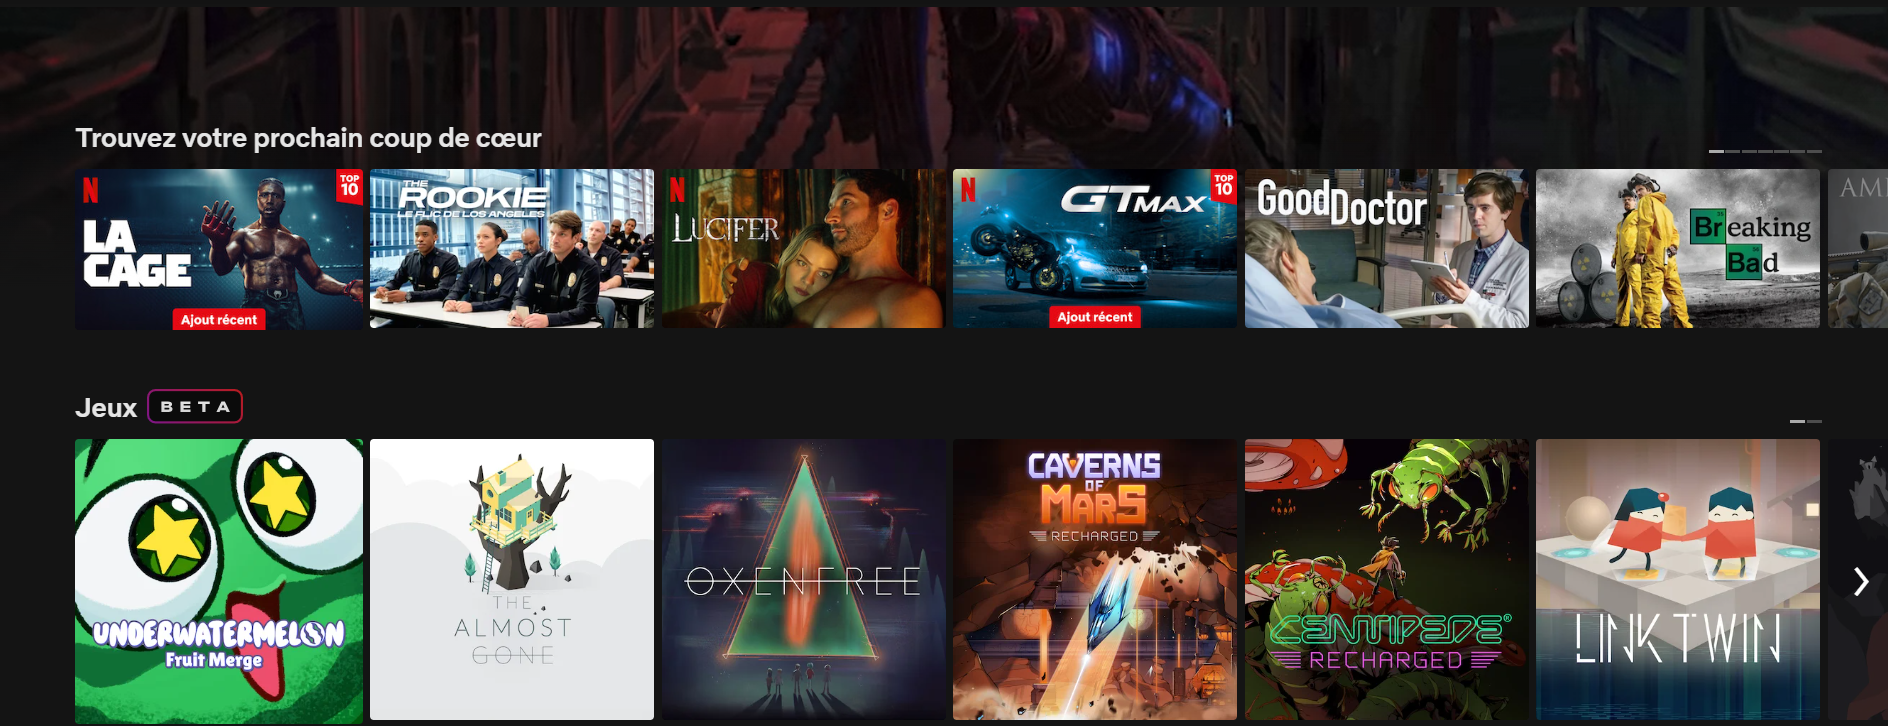 Trouvez votre prochain coup de cœur
N
TOP
10
LA
CAGE
Ajout récent
THE
ROOKIE
LE FLIC DE LOS ANGELES
N
LUCIFER
N
TOP
10
GTMAX
Ajout récent
GOOD DOCTOR
Breaking
Bad
AM
Jeux BETA
UNDERWATERMELON
Fruit Merge
THE
ALMOST
GONE
OXENFREE
CAVERNS
OF
MARS
RECHARGED
CENTIPEDE®
RECHARGED
LINK TWIN